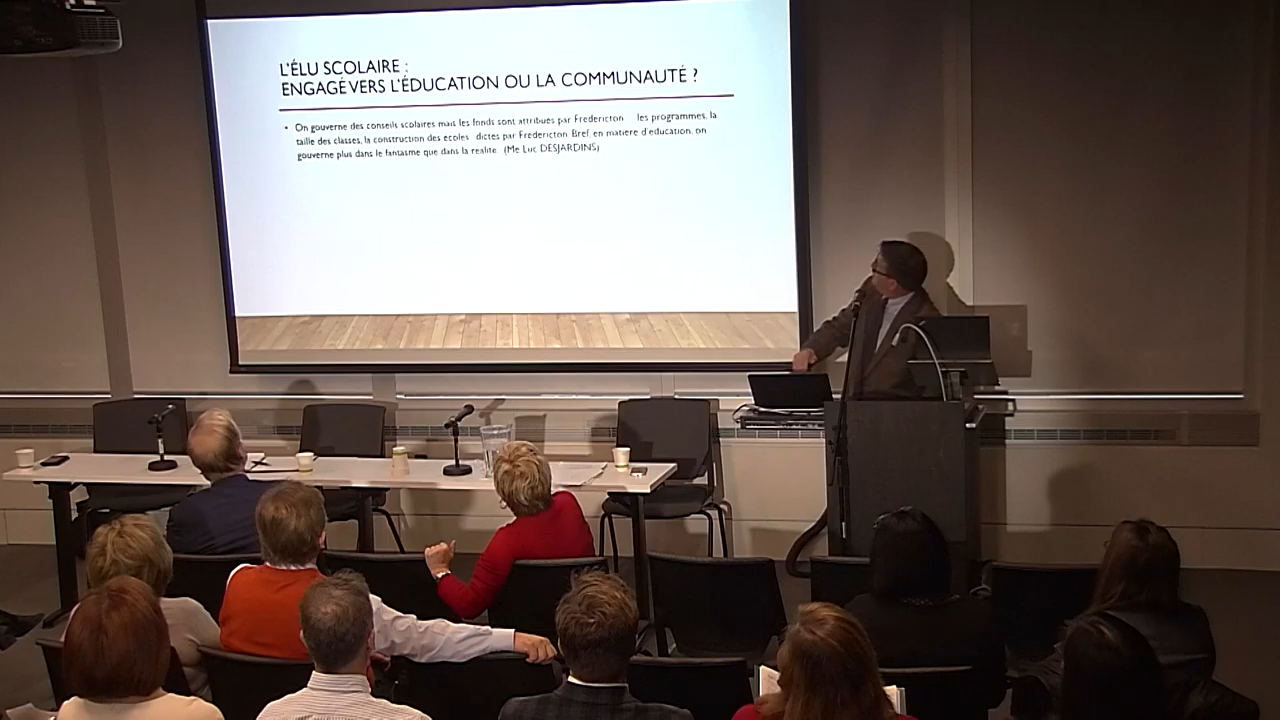 L'ÉLU SCOLAIRE :
ENGAGÉ VERS L'ÉDUCATION OU LA COMMUNAUTÉ ?
• On gouverne des conseils scolaires mais les fonds sont attribués par Fredericton les programmes, la
taille des classes, la construction des écoles dictés par Fredericton. Bref, en matière d'éducation, on
gouverne plus dans le fantasme que dans la réalité. (Me Luc DESJARDINS)